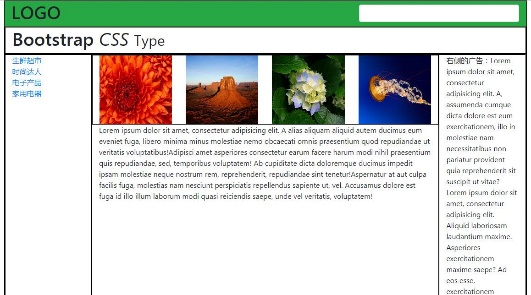 LOGO
Bootstrap CSS Type
生鲜超市
时尚达人
电子产品
家用电器
Lorem ipsum dolor sit amet, consectetur adipisicing elit. A alias aliquam aliquid autem ducimus eum
eveniet fuga, libero minima minus molestiae nemo obcaecati omnis praesentium quod repudiandae ut
veritatis voluptatibus!Adipisci amet asperiores consectetur earum facere harum modi nihil praesentium
quis repudiandae, sed, temporibus voluptatem! Ab cupiditate dicta doloremque ducimus impedit
ipsam molestiae neque nostrum rem, reprehenderit, repudiandae sint tenetur!Aspernatur at aut culpa
facilis fuga, molestias nam nesciunt perspiciatis repellendus sapiente ut, vel. Accusamus dolore est
fuga id illo illum laborum modi quasi reiciendis saepe, unde vel veritatis, voluptatem!
右侧的广告：Lorem
ipsum dolor sit
amet, consectetur
adipisicing elit. A,
assumenda cumque
dicta dolore est eum
exercitationem, illo in
molestiae nam
necessitatibus non
pariatur provident
quia reprehenderit sit
suscipit ut vitae?
Lorem ipsum dolor sit
amet, consectetur
adipisicing elit.
Aliquid laboriosam
laudantium maxime.
Asperiores
exercitationem
maxime saepe? Ad
eos esse.
exercitationem